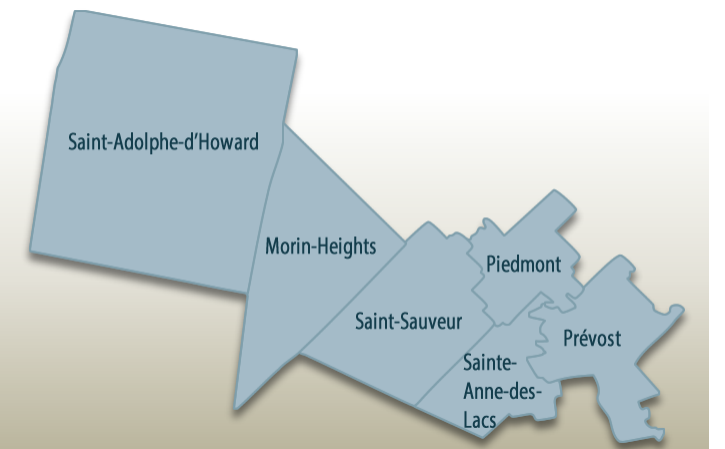 Saint-Adolphe-d'Howard
Morin-Heights
Piedmont
Saint-Sauveur
Prévost
Sainte-
Anne-des-
Lacs